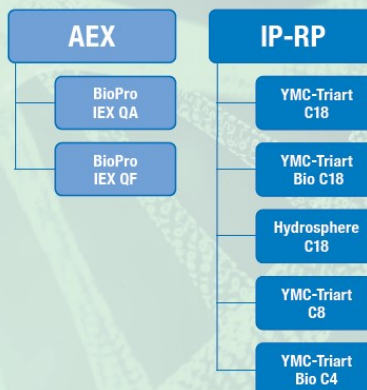 AEX
BioPro
IEX QA
BioPro
IEX QF
IP-RP
YMC-Triart
C18
YMC-Triart
Bio C18
Hydrosphere
C18
YMC-Triart
C8
YMC-Triart
Bio C4